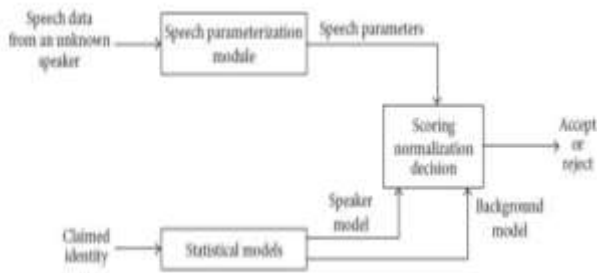 Speech data
from an unknown
speaker
Speech parameterization
module
Speech parameters
Scoring
normalization
decision
Accept
or
reject
Speaker
model
Background
model
Claimed
identity
Statistical models